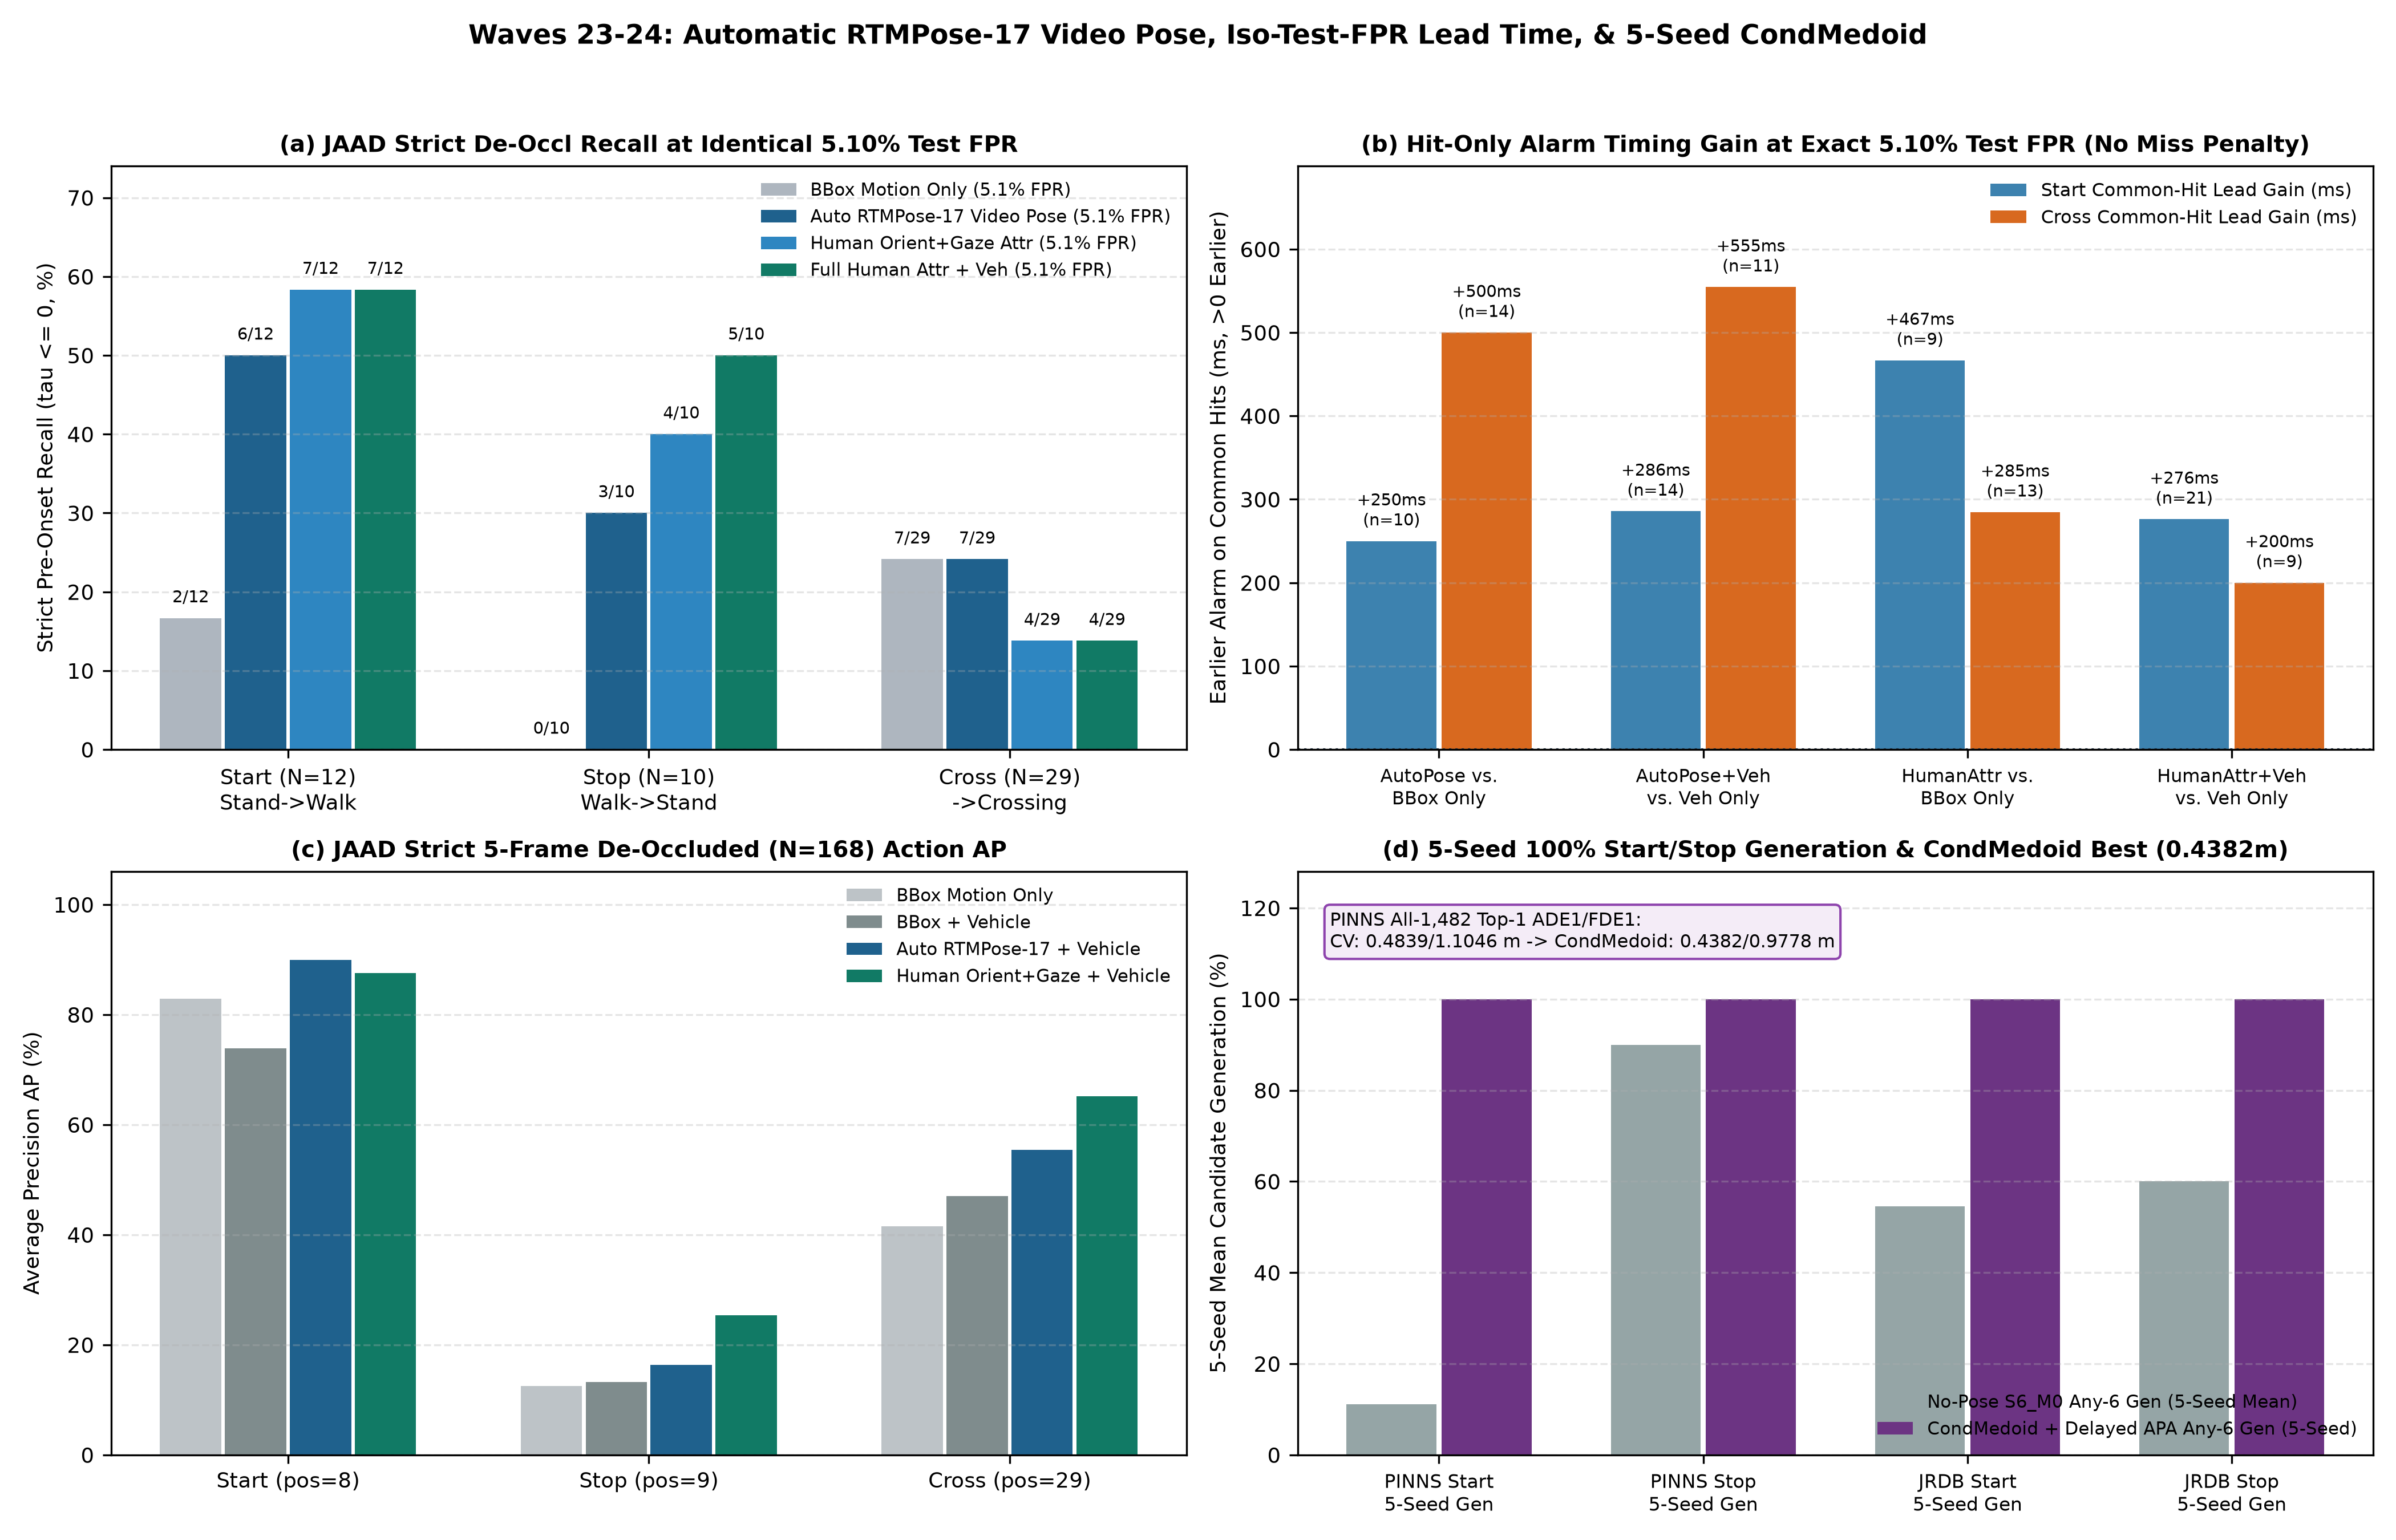 Waves 23-24: Automatic RTMPose-17 Video Pose, Iso-Test-FPR Lead Time, & 5-Seed CondMedoid
(a) JAAD Strict De-Occl Recall at Identical 5.10% Test FPR
Strict Pre-Onset Recall (tau <= 0, %)
70
60
50
40
30
20
10
0
BBox Motion Only (5.1% FPR)
Auto RTMPose-17 Video Pose (5.1% FPR)
Human Orient+Gaze Attr (5.1% FPR)
Full Human Attr + Veh (5.1% FPR)
2/12
6/12
7/12
7/12
0/10
3/10
4/10
5/10
7/29
7/29
4/29
4/29
Start (N=12)
Stand->Walk
Stop (N=10)
Walk->Stand
Cross (N=29)
->Crossing
(b) Hit-Only Alarm Timing Gain at Exact 5.10% Test FPR (No Miss Penalty)
Earlier Alarm on Common Hits (ms, >0 Earlier)
600
500
400
300
200
100
0
Start Common-Hit Lead Gain (ms)
Cross Common-Hit Lead Gain (ms)
+250ms
(n=10)
+500ms
(n=14)
+286ms
(n=14)
+555ms
(n=11)
+467ms
(n=9)
+285ms
(n=13)
+276ms
(n=21)
+200ms
(n=9)
AutoPose vs.
BBox Only
AutoPose+Veh
vs. Veh Only
HumanAttr vs.
BBox Only
HumanAttr+Veh
vs. Veh Only
(c) JAAD Strict 5-Frame De-Occluded (N=168) Action AP
Average Precision AP (%)
100
80
60
40
20
0
BBox Motion Only
BBox + Vehicle
Auto RTMPose-17 + Vehicle
Human Orient+Gaze + Vehicle
Start (pos=8)
Stop (pos=9)
Cross (pos=29)
(d) 5-Seed 100% Start/Stop Generation & CondMedoid Best (0.4382m)
5-Seed Mean Candidate Generation (%)
120
100
80
60
40
20
0
PINNS All-1,482 Top-1 ADE1/FDE1:
CV: 0.4839/1.1046 m -> CondMedoid: 0.4382/0.9778 m
No-Pose S6_M0 Any-6 Gen (5-Seed Mean)
CondMedoid + Delayed APA Any-6 Gen (5-Seed)
PINNS Start
5-Seed Gen
PINNS Stop
5-Seed Gen
JRDB Start
5-Seed Gen
JRDB Stop
5-Seed Gen